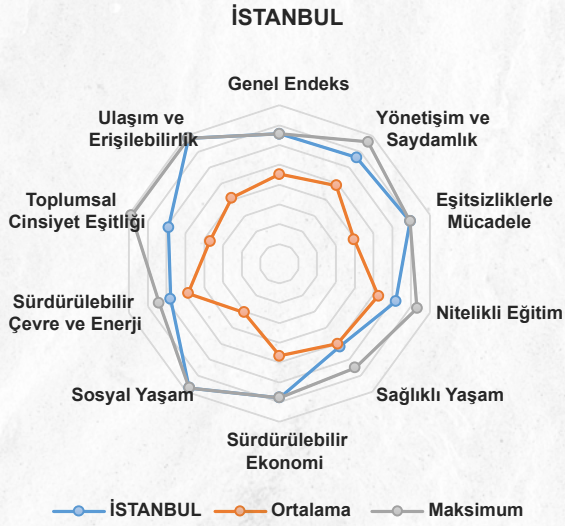 İSTANBUL
Genel Endeks
Yönetişim ve
Saydamlık
Eşitsizliklerle
Mücadele
Nitelikli Eğitim
Sağlıklı Yaşam
Sürdürülebilir
Ekonomi
Sosyal Yaşam
Sürdürülebilir
Çevre ve Enerji
Toplumsal
Cinsiyet Eşitliği
Ulaşım ve
Erişilebilirlik
İSTANBUL
Ortalama
Maksimum